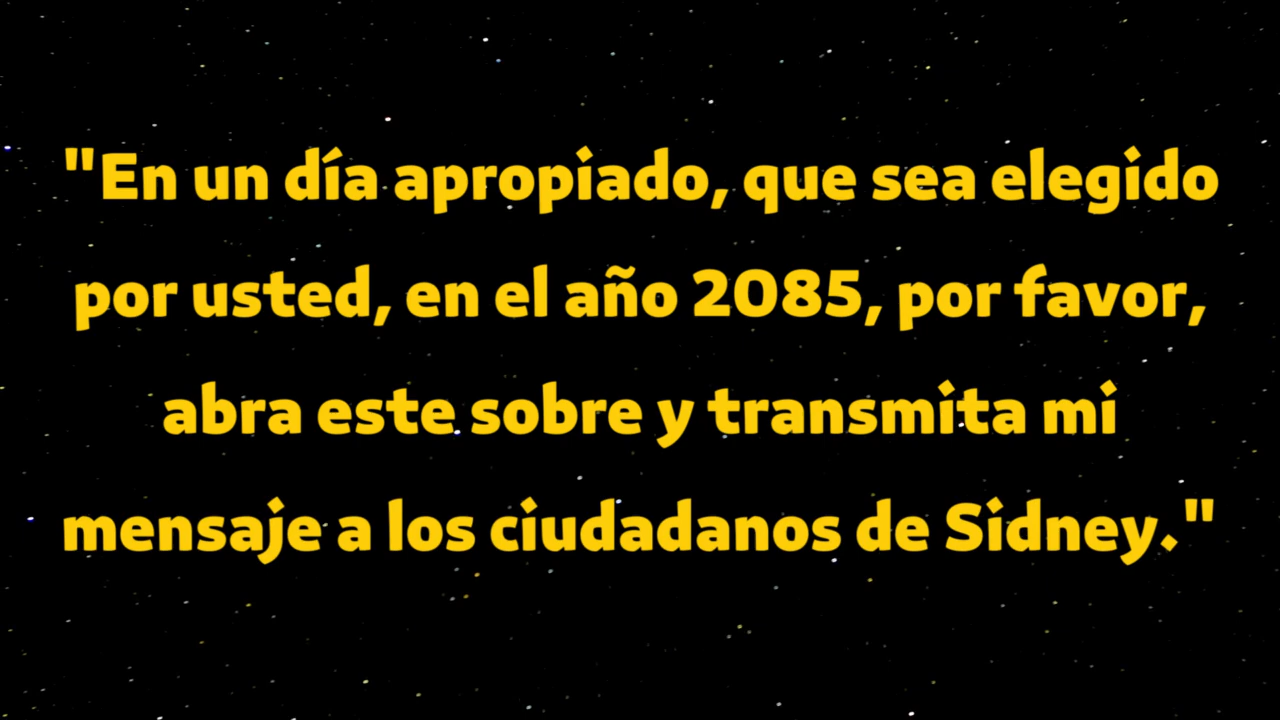 "En un día apropiado, que sea elegido
por usted, en el año 2085, por favor,
abra este sobre y transmita mi
mensaje a los ciudadanos de Sidney."